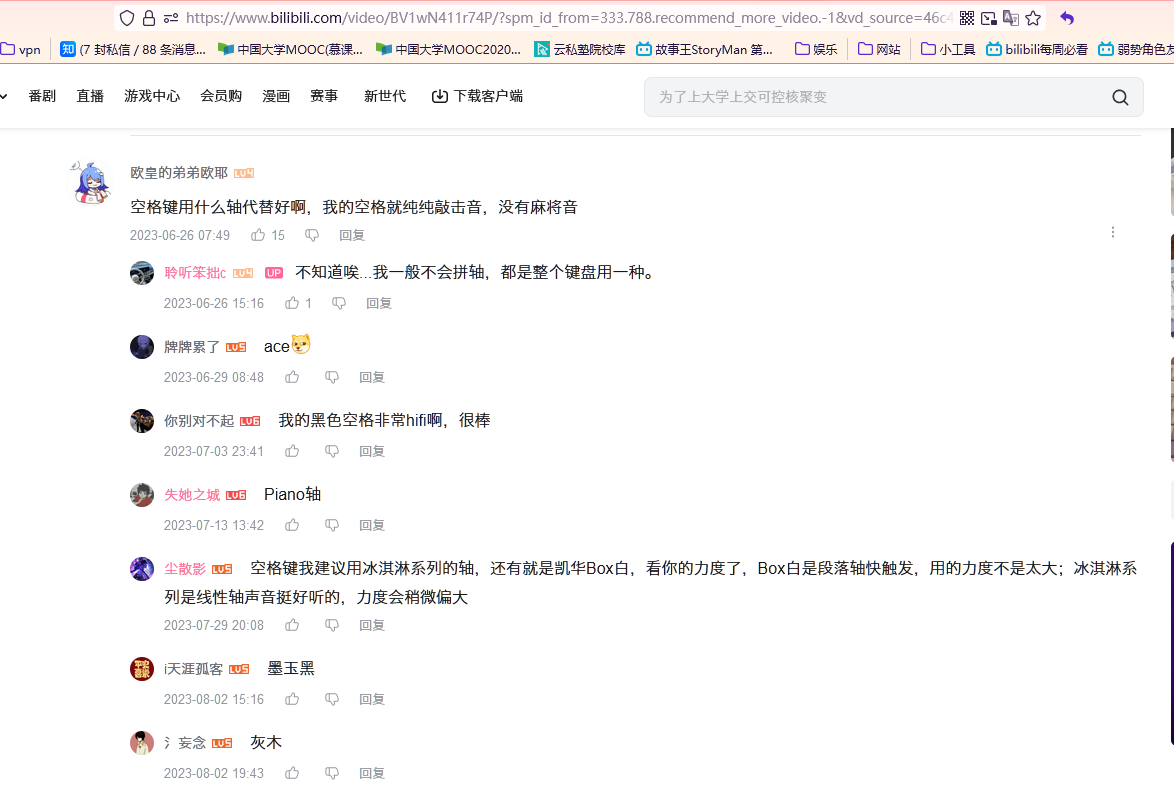 https://www.bilibili.com/video/BV1wN411r74P/?spm_id_from=333.788.recommend_more_video.-1&vd_source=46c4
vpn 知 (7 封私信 / 88 条消息... 中国大学MOOC(慕课... 中国大学MOOC2020... 云私塾院校库 故事王StoryMan 第... 娱乐 网站 小工具 bilibili每周必看 弱势角色友
番剧 直播 游戏中心 会员购 漫画 赛事 新世代 下载客户端 为了上大学上交可控核聚变
欧皇的弟弟欧耶 LV4
空格键用什么轴代替好啊，我的空格就纯纯敲击音，没有麻将音
2023-06-26 07:49 15 回复
聆听笨拙c LV4 UP 不知道唉...我一般不会拼轴，都是整个键盘用一种。
2023-06-26 15:16 1 回复
牌牌累了 LV5 ace
2023-06-29 08:48 回复
你别对不起 LV6 我的黑色空格非常hifi啊，很棒
2023-07-03 23:41 回复
失她之城 LV6 Piano轴
2023-07-13 13:42 回复
尘散影 LV5 空格键我建议用冰淇淋系列的轴，还有就是凯华Box白，看你的力度了，Box白是段落轴快触发，用的力度不是太大；冰淇淋系
列是线性轴声音挺好听的，力度会稍微偏大
2023-07-29 20:08 回复
i天涯孤客 LV5 墨玉黑
2023-08-02 15:16 回复
氵妄念 LV5 灰木
2023-08-02 19:43 回复